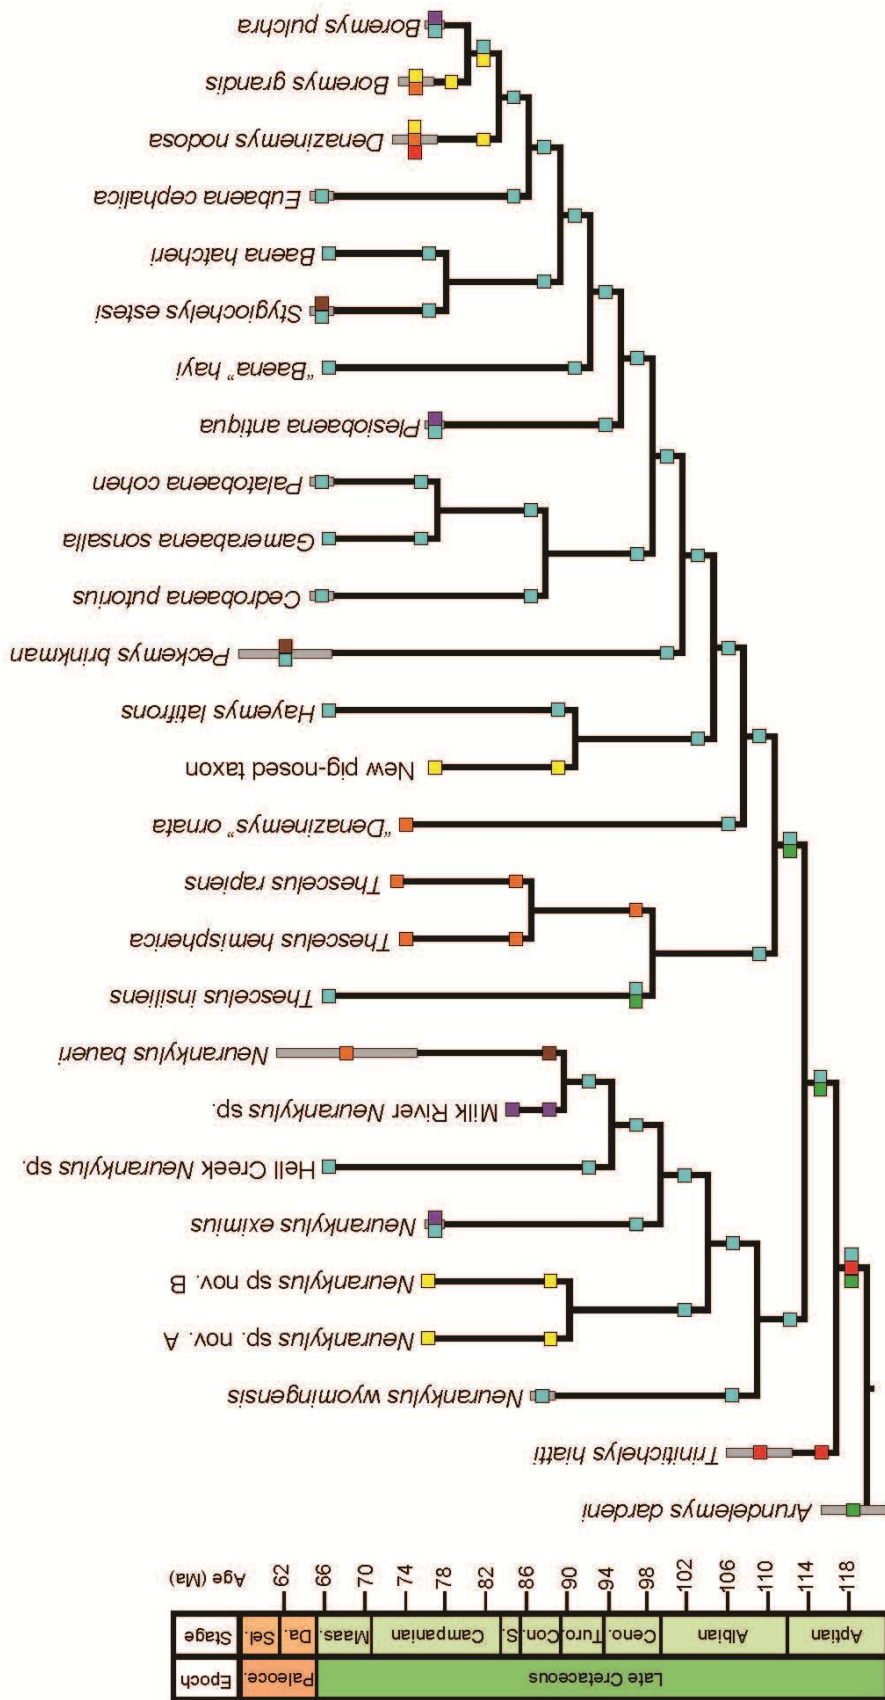 Boremys pulchra
Boremys grandis
Denazinemys nodosa
Eubaena cephalica
Baena hatcheri
Stygiochelys estesi
"Baena" hayi
Plesiobaena antiqua
Palatobaena cohen
Gamerabaena sonsalla
Cedrobaena putorius
Peckemys brinkman
Hayemys latifrons
New pig-nosed taxon
"Denazinemys" ornata
Thescelus rapiens
Thescelus hemispherica
Thescelus insiliens
Neurankylus baueri
Milk River Neurankylus sp.
Hell Creek Neurankylus sp.
Neurankylus eximius
Neurankylus sp nov. B
Neurankylus sp. nov. A
Neurankylus wyomingensis
Trinitichelys hiatti
Arundelemys dardeni
Age (Ma)
62
66
70
74
78
82
86
90
94
98
102
106
110
114
118
Stage
Sel.
Da.
Maas.
Campanian
S.
Con.
Turo.
Ceno.
Albian
Aptian
Epoch
Paleoce.
Late Cretaceous